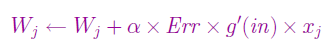 W_j ← W_j + α × Err × g′(in) × x_j